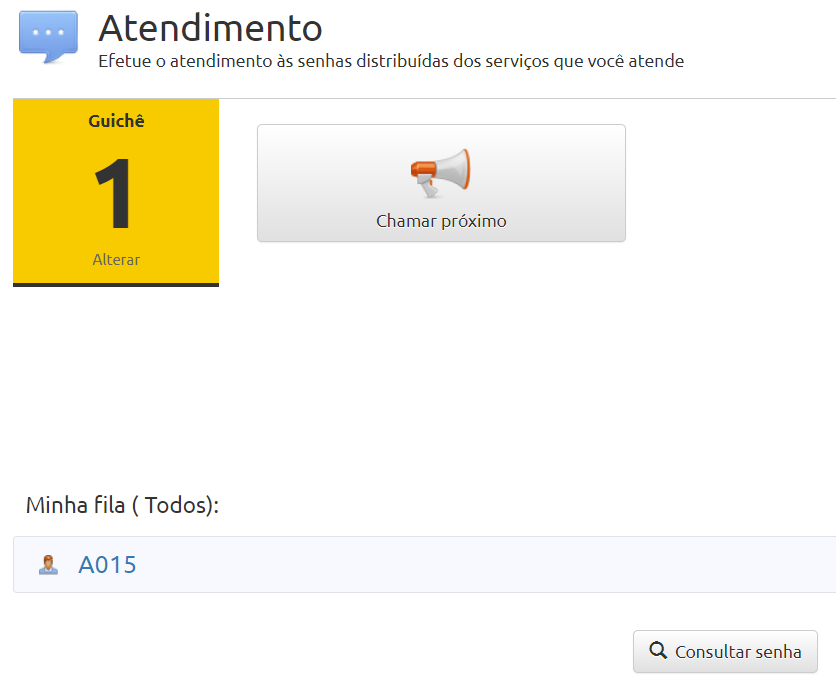 Atendimento
Efetue o atendimento às senhas distribuídas dos serviços que você atende
Guichê
1
Alterar
Chamar próximo
Minha fila ( Todos):
A015
Consultar senha